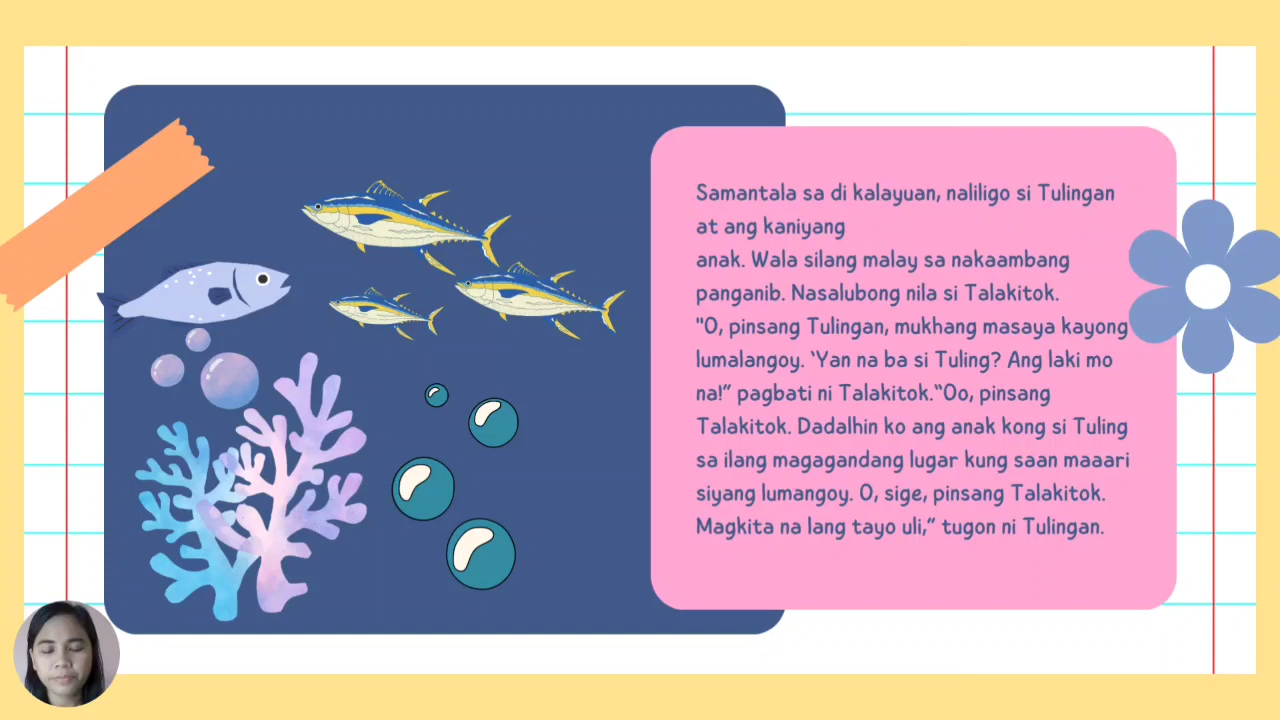 Samantala sa di kalayuan, naliligo si Tulingan
at ang kaniyang
anak. Wala silang malay sa nakaambang
panganib. Nasalubong nila si Talakitok.
"O, pinsang Tulingan, mukhang masaya kayong
lumalangoy. ‘Yan na ba si Tuling? Ang laki mo
na!” pagbati ni Talakitok.“Oo, pinsang
Talakitok. Dadalhin ko ang anak kong si Tuling
sa ilang magagandang lugar kung saan maaari
siyang lumangoy. O, sige, pinsang Talakitok.
Magkita na lang tayo uli,” tugon ni Tulingan.